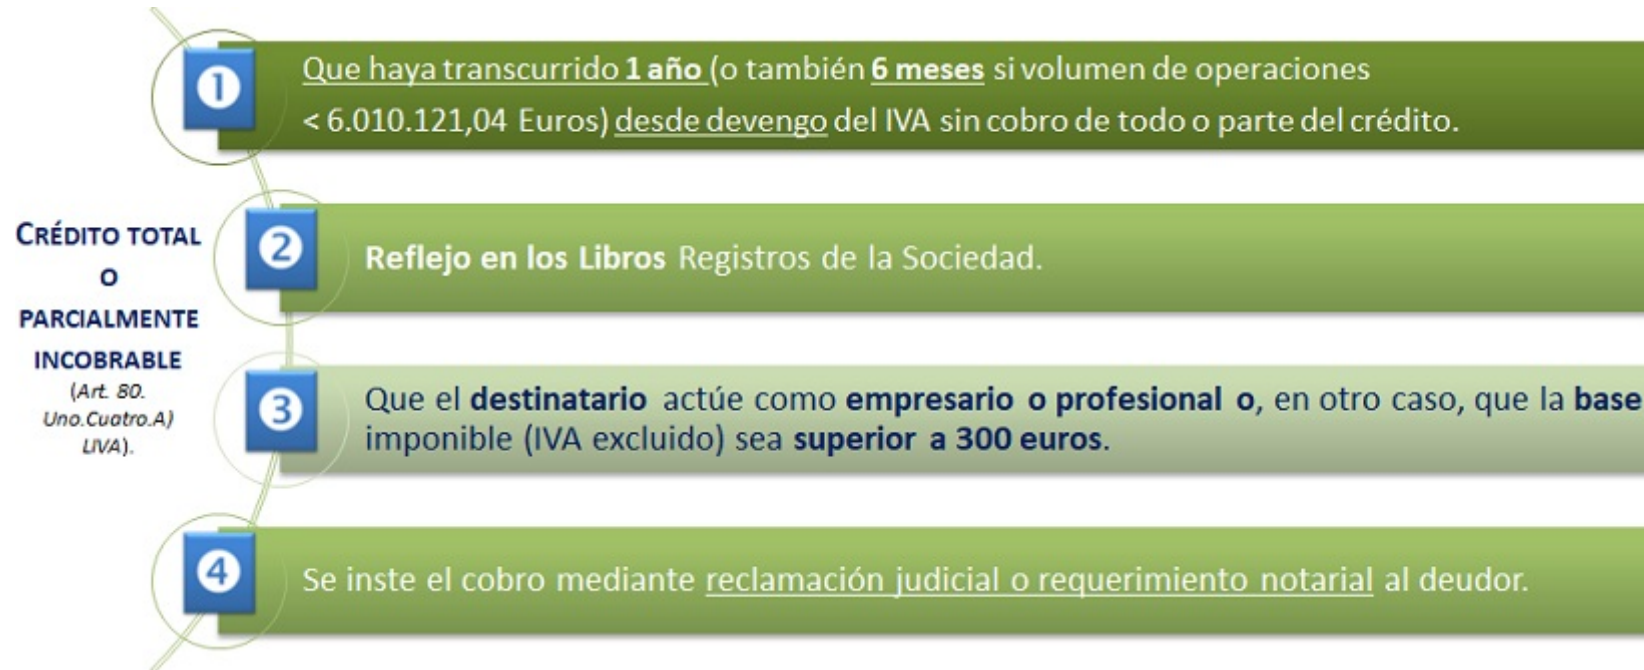 ❶
Que haya transcurrido 1 año (o también 6 meses si volumen de operaciones
< 6.010.121,04 Euros) desde devengo del IVA sin cobro de todo o parte del crédito.
CRÉDITO TOTAL
O
PARCIALMENTE
INCOBRABLE
(Art. 80.
Uno.Cuatro.A)
LIVA).
❷
Reflejo en los Libros Registros de la Sociedad.
❸
Que el destinatario actúe como empresario o profesional o, en otro caso, que la base
imponible (IVA excluido) sea superior a 300 euros.
❹
Se inste el cobro mediante reclamación judicial o requerimiento notarial al deudor.